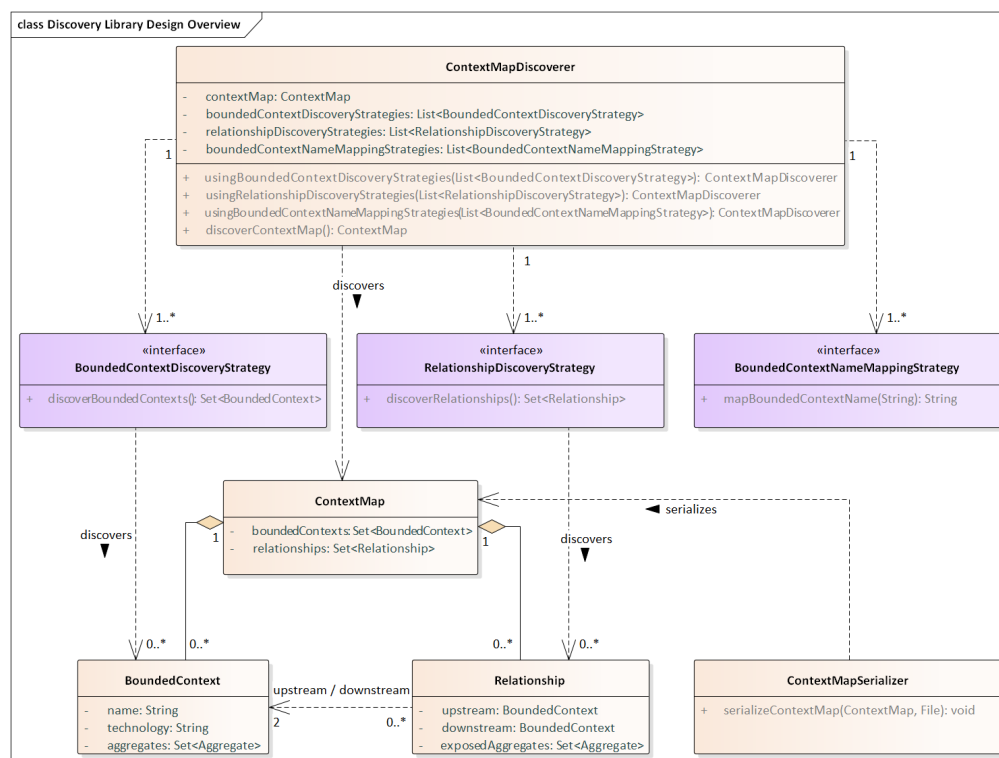 class Discovery Library Design Overview
ContextMapDiscoverer
- contextMap: ContextMap
- boundedContextDiscoveryStrategies: List<BoundedContextDiscoveryStrategy>
- relationshipDiscoveryStrategies: List<RelationshipDiscoveryStrategy>
- boundedContextNameMappingStrategies: List<BoundedContextNameMappingStrategy>
+ usingBoundedContextDiscoveryStrategies(List<BoundedContextDiscoveryStrategy>): ContextMapDiscoverer
+ usingRelationshipDiscoveryStrategies(List<RelationshipDiscoveryStrategy>): ContextMapDiscoverer
+ usingBoundedContextNameMappingStrategies(List<BoundedContextNameMappingStrategy>): ContextMapDiscoverer
+ discoverContextMap(): ContextMap
1
1
1
discovers
1..*
1..*
1..*
«interface»
BoundedContextDiscoveryStrategy
+ discoverBoundedContexts(): Set<BoundedContext>
«interface»
RelationshipDiscoveryStrategy
+ discoverRelationships(): Set<Relationship>
«interface»
BoundedContextNameMappingStrategy
+ mapBoundedContextName(String): String
ContextMap
- boundedContexts: Set<BoundedContext>
- relationships: Set<Relationship>
serializes
discovers
1
1
discovers
0..*
0..*
0..*
0..*
BoundedContext
- name: String
- technology: String
- aggregates: Set<Aggregate>
upstream / downstream
2
0..*
Relationship
- upstream: BoundedContext
- downstream: BoundedContext
- exposedAggregates: Set<Aggregate>
ContextMapSerializer
+ serializeContextMap(ContextMap, File): void